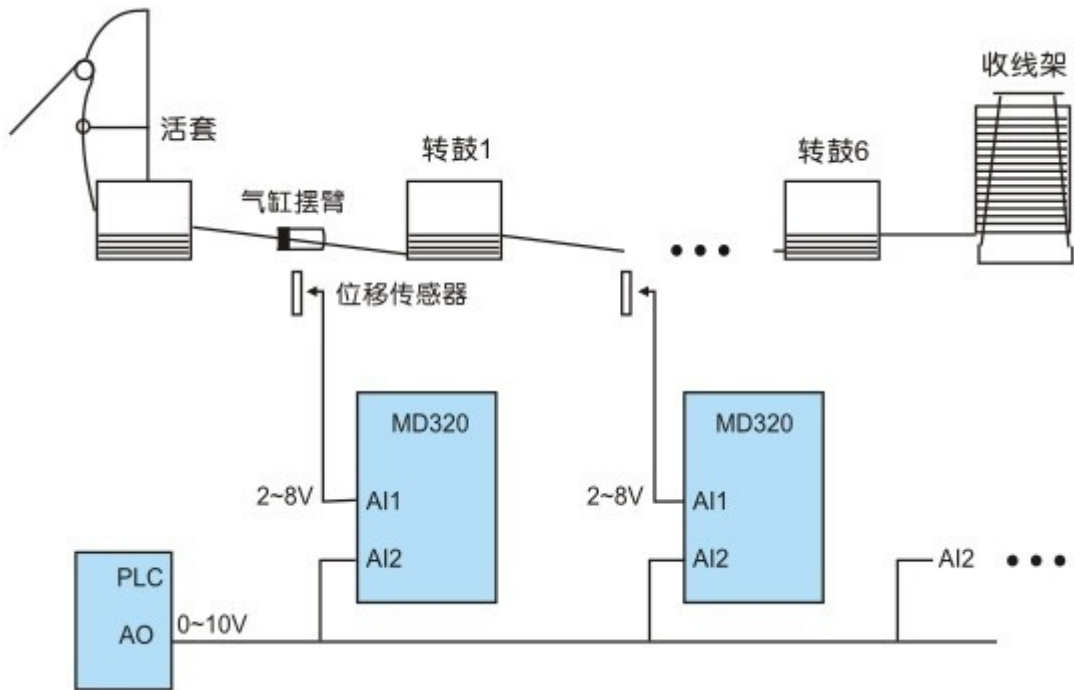 收线架
活套
转鼓1
转鼓6
气缸摆臂
位移传感器
MD320
MD320
2~8V
AI1
2~8V
AI1
AI2
AI2
AI2
PLC
AO
0~10V